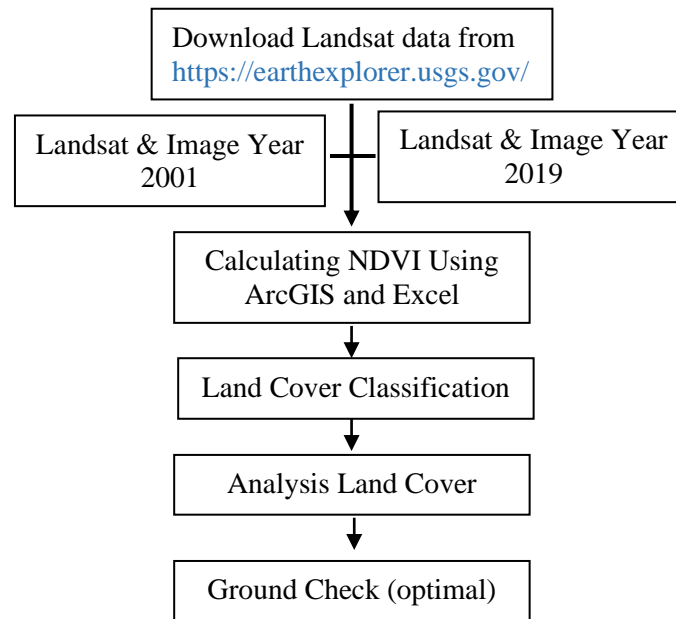 Download Landsat data from
https://earthexplorer.usgs.gov/
Landsat & Image Year
2001
Landsat & Image Year
2019
Calculating NDVI Using
ArcGIS and Excel
Land Cover Classification
Analysis Land Cover
Ground Check (optimal)